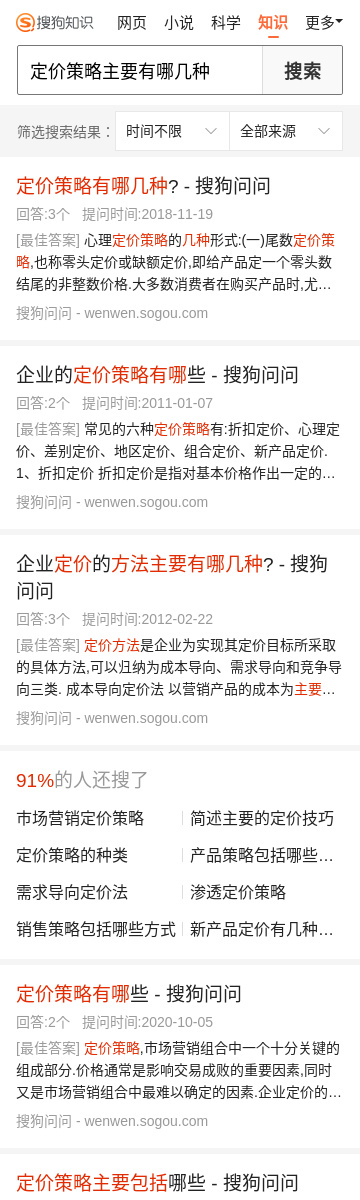 搜狗知识 网页 小说 科学 知识 更多
定价策略主要有哪几种 搜索
筛选搜索结果： 时间不限 全部来源
定价策略有哪几种? - 搜狗问问
回答:3个 提问时间:2018-11-19
[最佳答案] 心理定价策略的几种形式:(一)尾数定价策
略,也称零头定价或缺额定价,即给产品定一个零头数
结尾的非整数价格.大多数消费者在购买产品时,尤…
搜狗问问 - wenwen.sogou.com
企业的定价策略有哪些 - 搜狗问问
回答:2个 提问时间:2011-01-07
[最佳答案] 常见的六种定价策略有:折扣定价、心理定
价、差别定价、地区定价、组合定价、新产品定价.
1、折扣定价 折扣定价是指对基本价格作出一定的…
搜狗问问 - wenwen.sogou.com
企业定价的方法主要有哪几种? - 搜狗
问问
回答:3个 提问时间:2012-02-22
[最佳答案] 定价方法是企业为实现其定价目标所采取
的具体方法,可以归纳为成本导向、需求导向和竞争导
向三类. 成本导向定价法 以营销产品的成本为主要…
搜狗问问 - wenwen.sogou.com
91%的人还搜了
市场营销定价策略 简述主要的定价技巧
定价策略的种类 产品策略包括哪些…
需求导向定价法 渗透定价策略
销售策略包括哪些方式 新产品定价有几种…
定价策略有哪些 - 搜狗问问
回答:2个 提问时间:2020-10-05
[最佳答案] 定价策略,市场营销组合中一个十分关键的
组成部分.价格通常是影响交易成败的重要因素,同时
又是市场营销组合中最难以确定的因素.企业定价的…
搜狗问问 - wenwen.sogou.com
定价策略主要包括哪些 - 搜狗问问